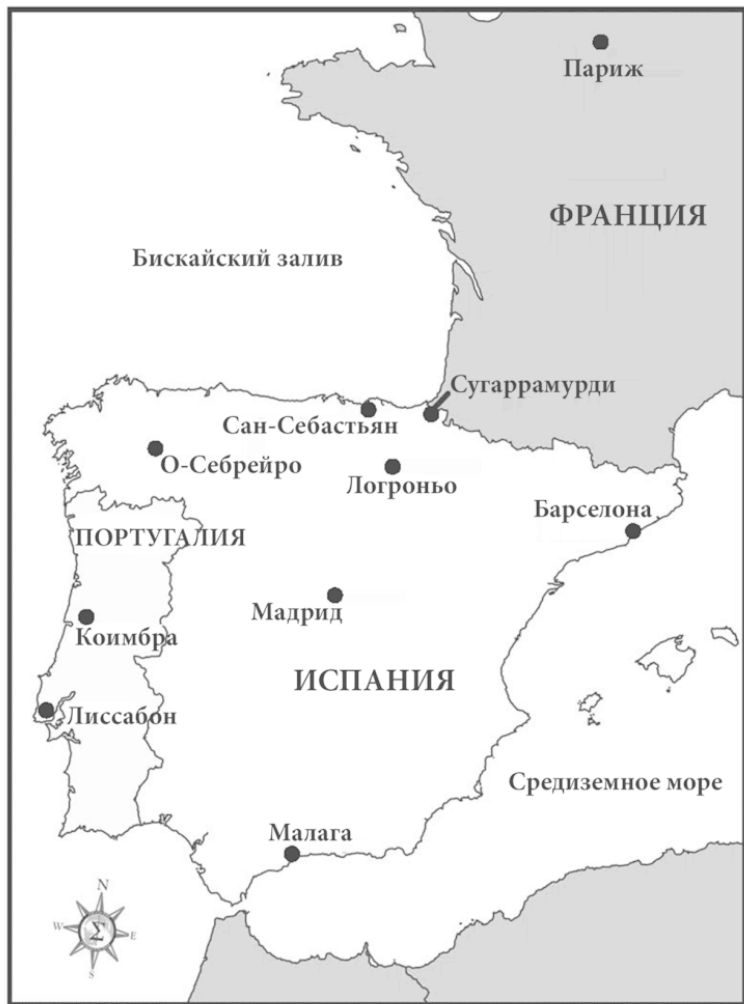 Париж
ФРАНЦИЯ
Бискайский залив
Сугаррамурди
Сан-Себастьян
О-Себрейро
Логроньо
Барселона
ПОРТУГАЛИЯ
Мадрид
Коимбра
ИСПАНИЯ
Лиссабон
Средиземное море
Малага
N
W
Σ
E
S